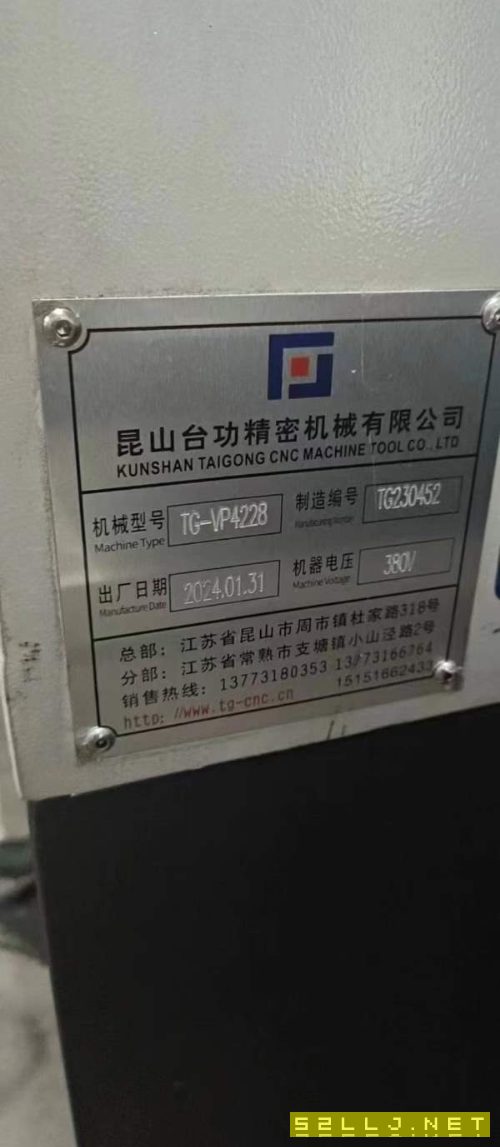 昆山台功精密机械有限公司
KUNSHAN TAIGONG CNC MACHINE TOOL CO., LTD
机械型号 TG-VP4228 制造编号 TG230452
Machine Type
出厂日期 2024.01.31 机器电压 380V
Manufacture Date Machine Voltage
总部：江苏省昆山市周市镇杜家路318号
分部：江苏省常熟市支塘镇小山泾路2号
销售热线：13773180353 13773166764
15151662433
http: //www.tg-cnc.cn
52LLJ.NET